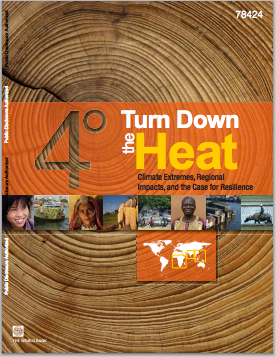 78424
4°
Turn Down
the
Heat
Climate Extremes, Regional
Impacts, and the Case for Resilience
THE WORLD BANK
Public Disclosure Authorized
Public Disclosure Authorized
Public Disclosure Authorized
Public Disclosure Authorized